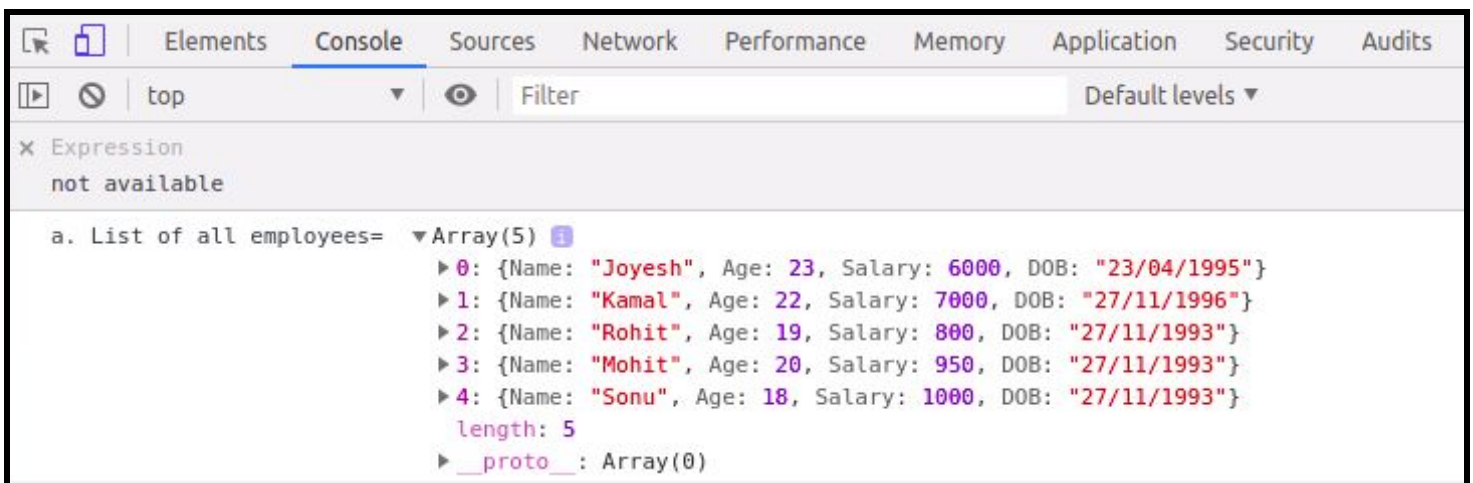 Elements Console Sources Network Performance Memory Application Security Audits
top ▼ Filter Default levels ▼
× Expression
not available
a. List of all employees= ▼Array(5) i
▶0: {Name: "Joyesh", Age: 23, Salary: 6000, DOB: "23/04/1995"}
▶1: {Name: "Kamal", Age: 22, Salary: 7000, DOB: "27/11/1996"}
▶2: {Name: "Rohit", Age: 19, Salary: 800, DOB: "27/11/1993"}
▶3: {Name: "Mohit", Age: 20, Salary: 950, DOB: "27/11/1993"}
▶4: {Name: "Sonu", Age: 18, Salary: 1000, DOB: "27/11/1993"}
length: 5
▶__proto__: Array(0)